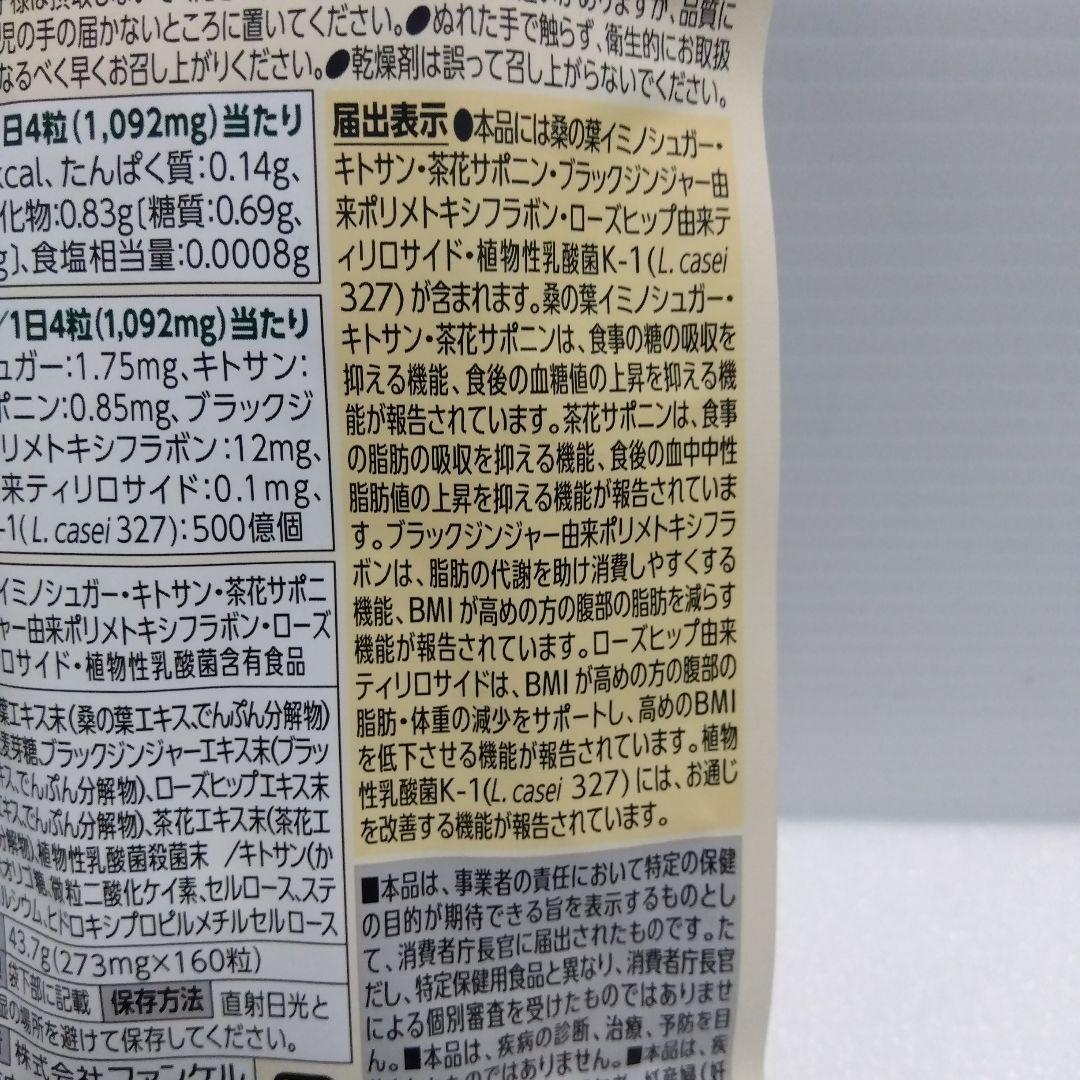 児の手の届かないところに置いてください。●ぬれた手で触らず、衛生的にお取扱
なるべく早くお召し上がりください。●乾燥剤は誤って召し上がらないでください。
日4粒(1,092mg)当たり
kcal、たんぱく質:0.14g、
化物:0.83g〔糖質:0.69g、
g〕、食塩相当量:0.0008g
/1日4粒(1,092mg)当たり
ュガー:1.75mg、キトサン:
ポニン:0.85mg、ブラックジ
リメトキシフラボン:12mg、
来ティリロサイド:0.1mg、
-1(L. casei 327):500億個
イミノシュガー・キトサン・茶花サポニ
ャー由来ポリメトキシフラボン・ローズ
ロサイド・植物性乳酸菌含有食品
葉エキス末(桑の葉エキス、でんぷん分解物)
麦芽糖、ブラックジンジャーエキス末(ブラッ
キス、でんぷん分解物)、ローズヒップエキス末
エキス、でんぷん分解物)、茶花エキス末(茶花エ
分解物)、植物性乳酸菌殺菌末 /キトサン(か
オリゴ糖、微粒二酸化ケイ素、セルロース、ステ
ルシウム、ヒドロキシプロピルメチルセルロース
43.7g(273mg×160粒)
袋下部に記載 保存方法 直射日光と
湿の場所を避けて保存してください。
株式会社ファンケル
届出表示 ●本品には桑の葉イミノシュガー・
キトサン・茶花サポニン・ブラックジンジャー由
来ポリメトキシフラボン・ローズヒップ由来テ
ィリロサイド・植物性乳酸菌K-1(L. casei
327)が含まれます。桑の葉イミノシュガー・
キトサン・茶花サポニンは、食事の糖の吸収を
抑える機能、食後の血糖値の上昇を抑える機
能が報告されています。茶花サポニンは、食事
の脂肪の吸収を抑える機能、食後の血中中性
脂肪値の上昇を抑える機能が報告されていま
す。ブラックジンジャー由来ポリメトキシフラ
ボンは、脂肪の代謝を助け消費しやすくする
機能、BMIが高めの方の腹部の脂肪を減らす
機能が報告されています。ローズヒップ由来
ティリロサイドは、BMIが高めの方の腹部の
脂肪・体重の減少をサポートし、高めのBMI
を低下させる機能が報告されています。植物
性乳酸菌K-1(L. casei 327)には、お通じ
を改善する機能が報告されています。
■本品は、事業者の責任において特定の保健
の目的が期待できる旨を表示するものとし
て、消費者庁長官に届出されたものです。た
だし、特定保健用食品と異なり、消費者庁長官
による個別審査を受けたものではありませ
ん。■本品は、疾病の診断、治療、予防を目
ものではありません。■本品は、疾